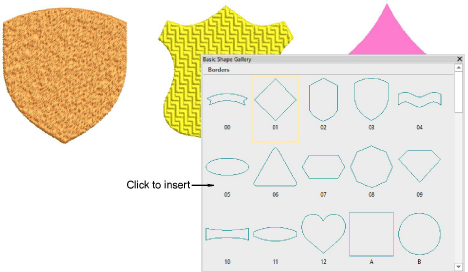 Basic Shape Gallery
Borders
00 01 02 03 04
Click to insert
05 06 07 08 09
10 11 12 A B